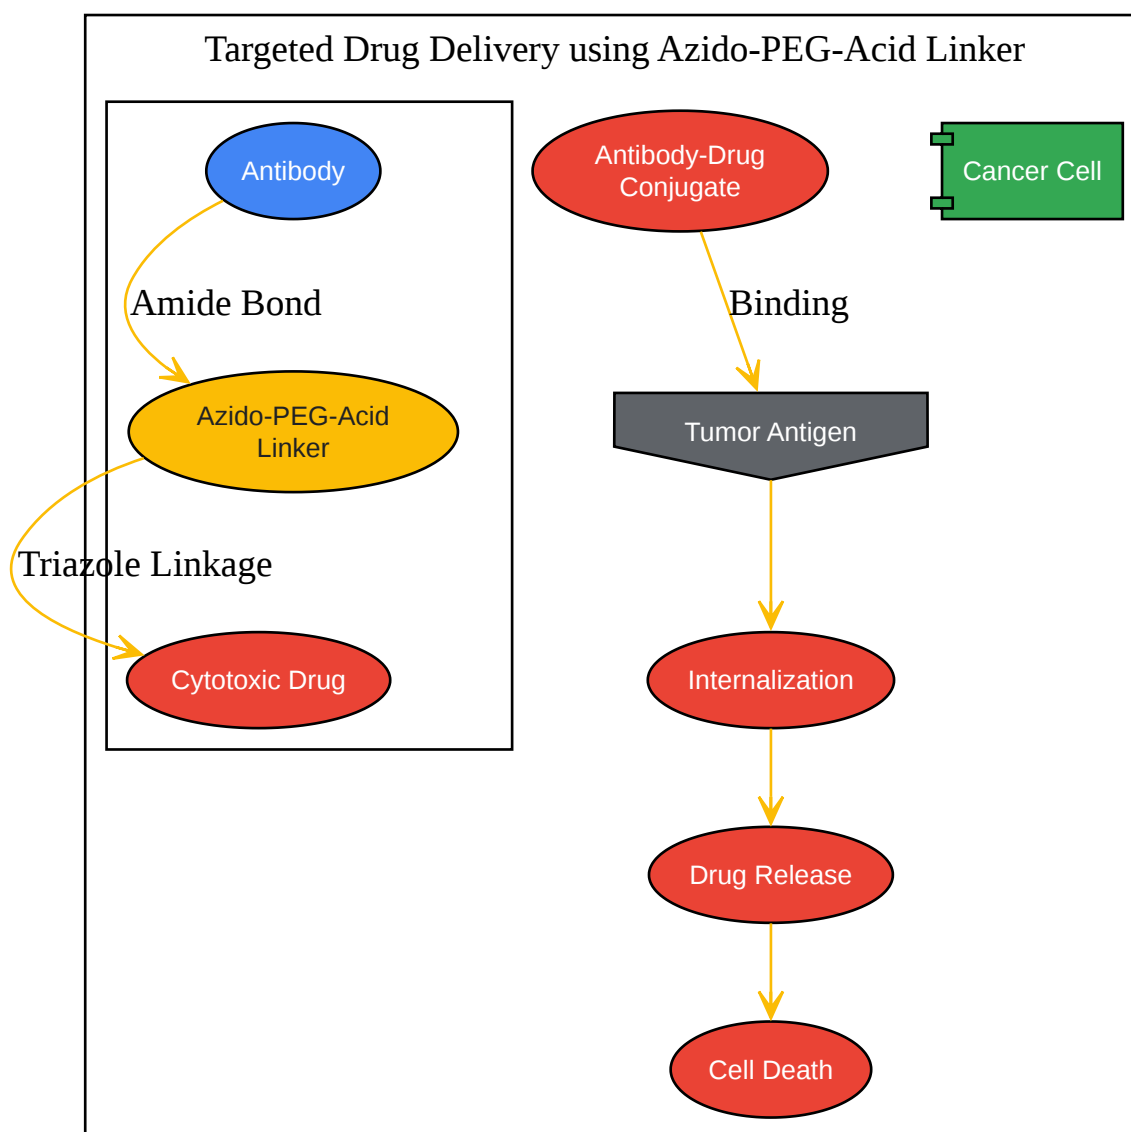 Targeted Drug Delivery using Azido-PEG-Acid Linker
Antibody
Amide Bond
Azido-PEG-Acid
Linker
Triazole Linkage
Cytotoxic Drug
Antibody-Drug
Conjugate
Binding
Tumor Antigen
Internalization
Drug Release
Cell Death
Cancer Cell